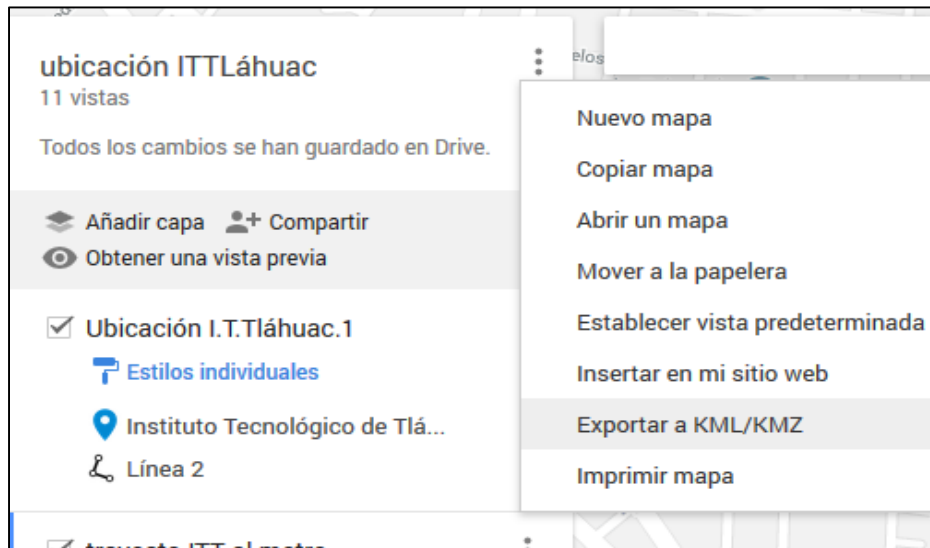 ubicación ITTLáhuac
11 vistas
Todos los cambios se han guardado en Drive.
Añadir capa Compartir
Obtener una vista previa
Ubicación I.T.Tláhuac.1
Estilos individuales
Instituto Tecnológico de Tlá...
Línea 2
Nuevo mapa
Copiar mapa
Abrir un mapa
Mover a la papelera
Establecer vista predeterminada
Insertar en mi sitio web
Exportar a KML/KMZ
Imprimir mapa